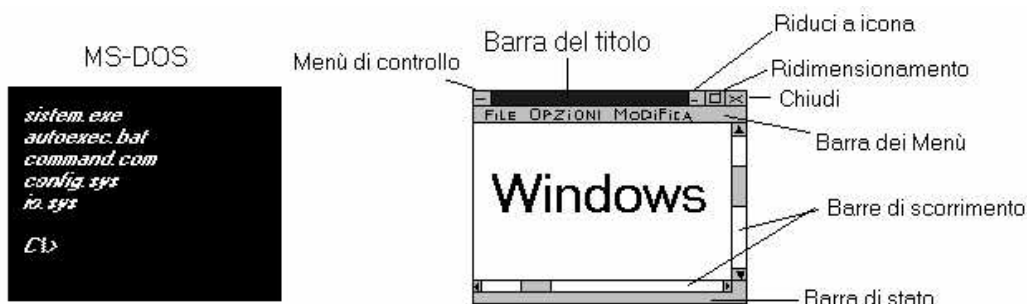 MS-DOS
sistem.exe
autoexec.bat
command.com
config.sys
io.sys
C\>
Barra del titolo
Menù di controllo
Riduci a icona
Ridimensionamento
Chiudi
FILE OPZIONI MODIFICA
Barra dei Menù
Windows
Barre di scorrimento
Barra di stato